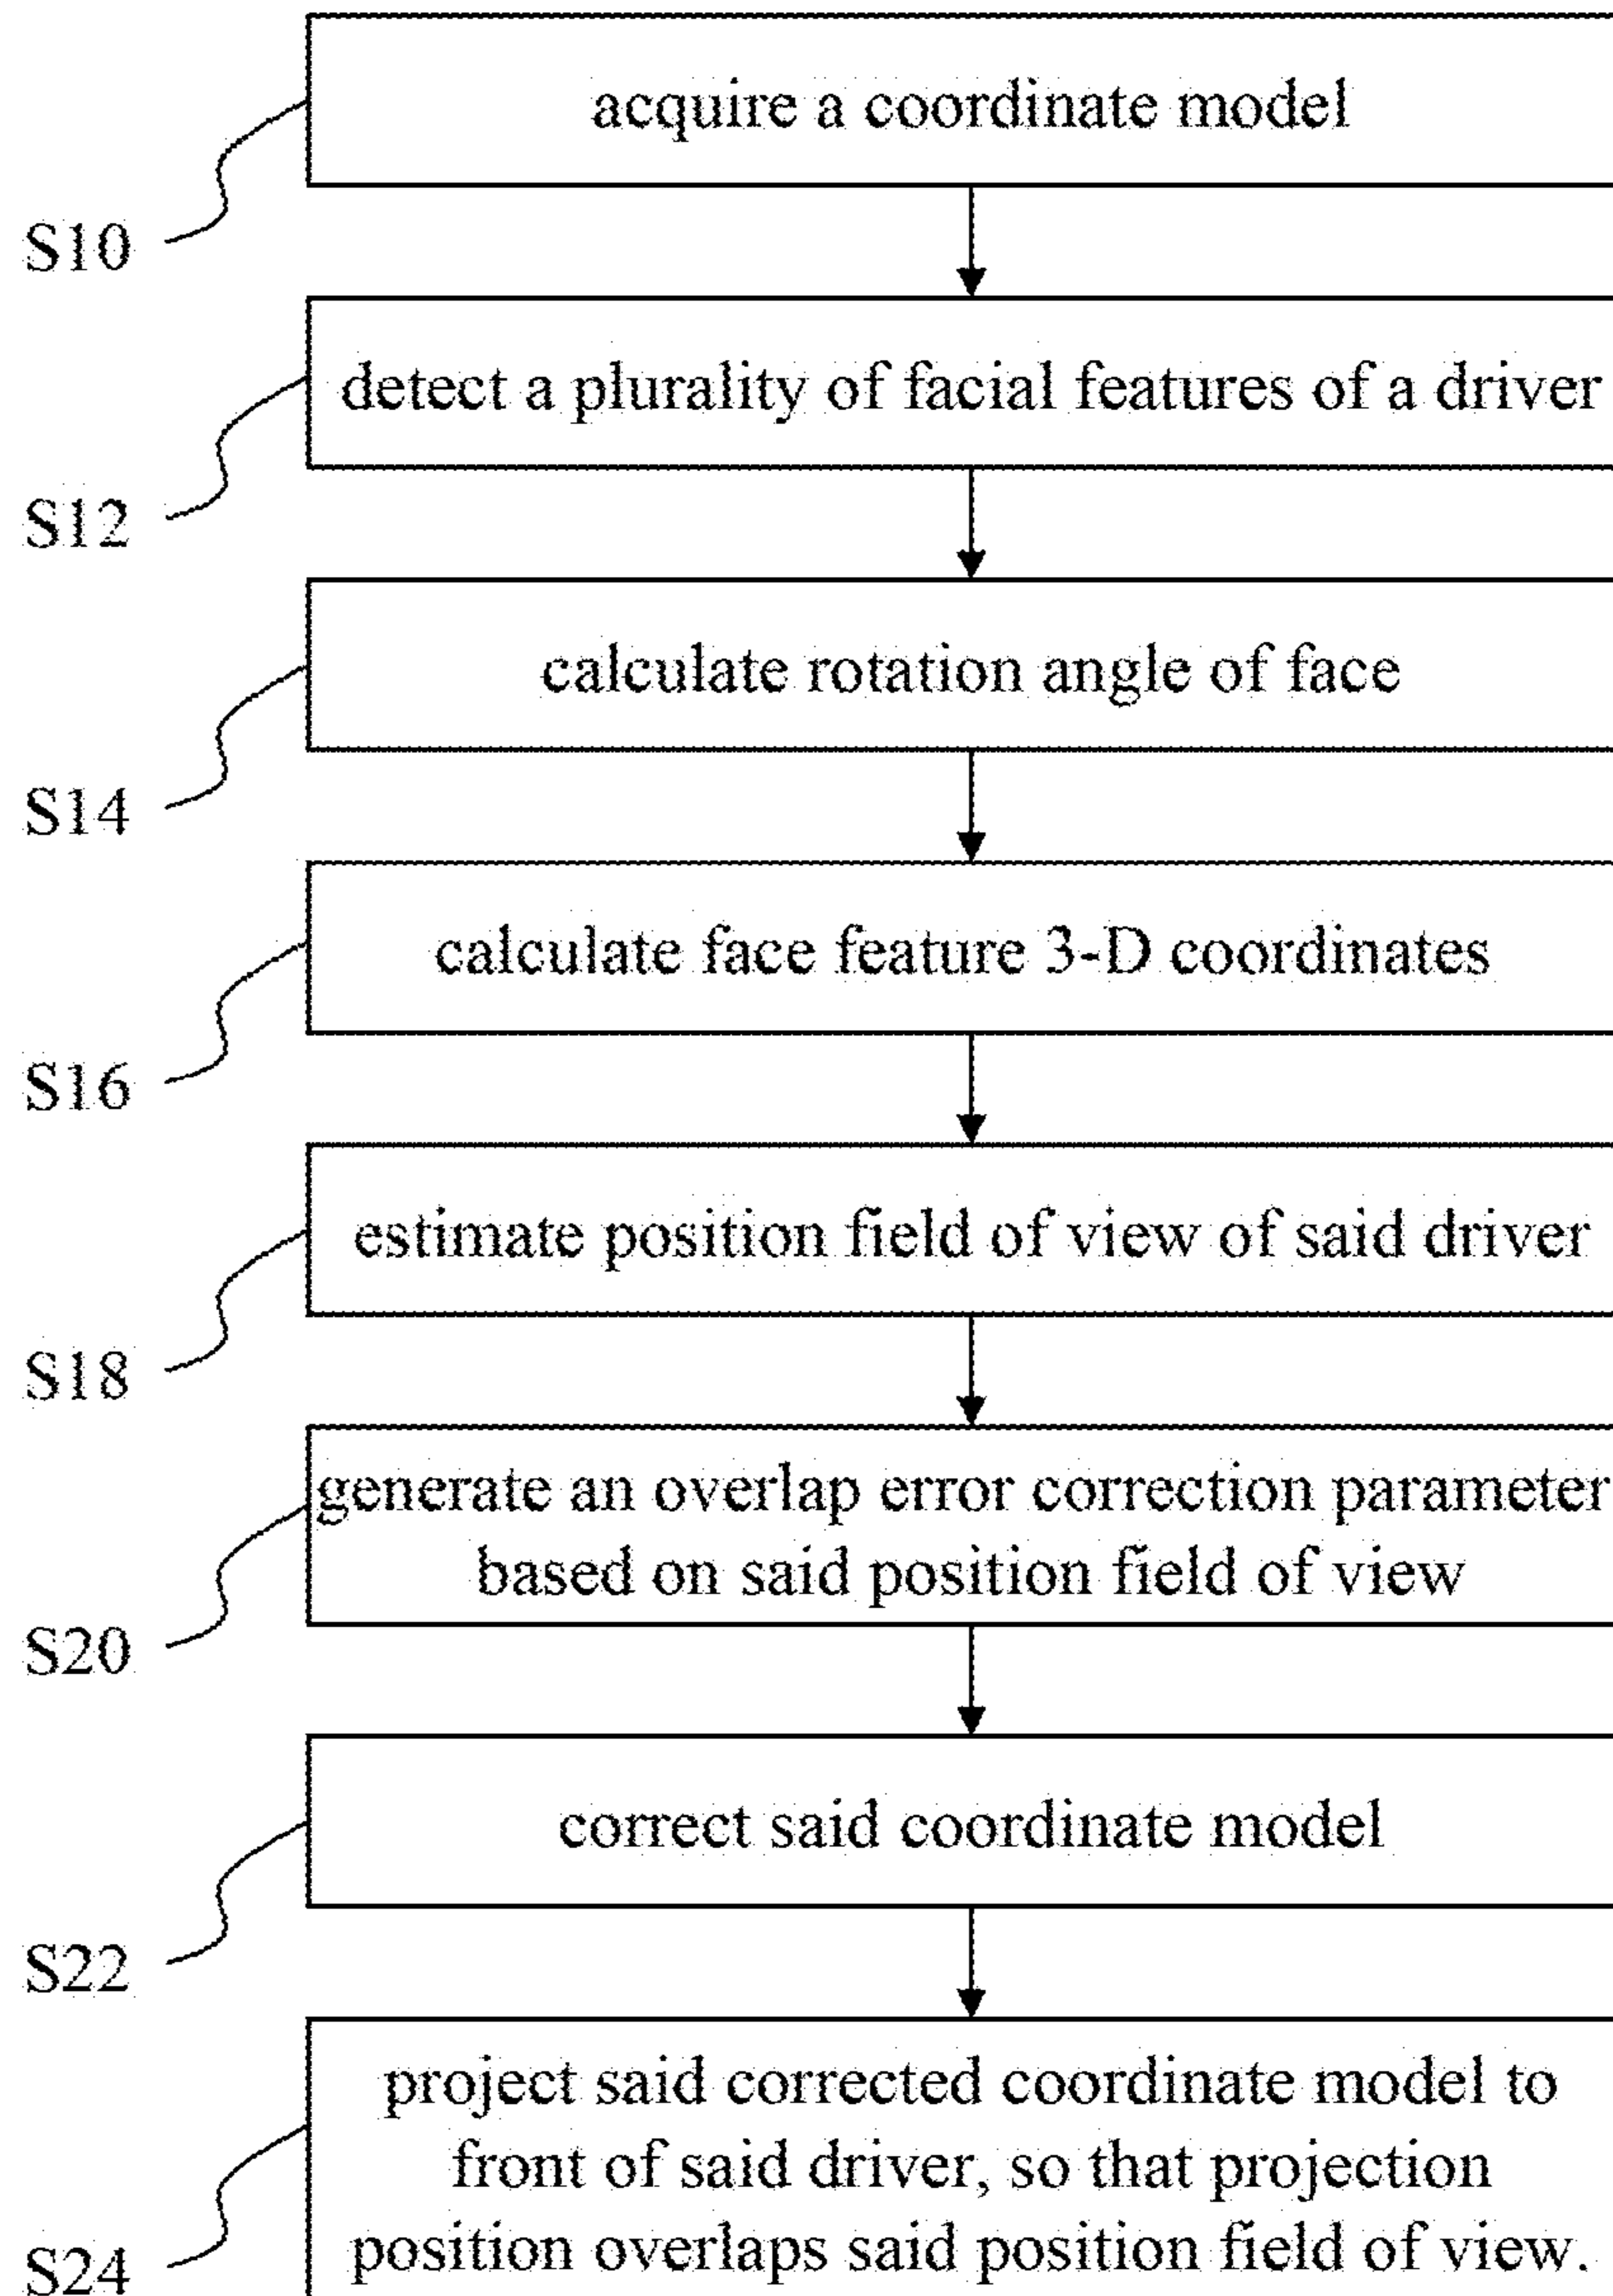 acquire a coordinate model
S10
detect a plurality of facial features of a driver
S12
calculate rotation angle of face
S14
calculate face feature 3-D coordinates
S16
estimate position field of view of said driver
S18
generate an overlap error correction parameter
based on said position field of view
S20
correct said coordinate model
S22
project said corrected coordinate model to
front of said driver, so that projection
position overlaps said position field of view.
S24